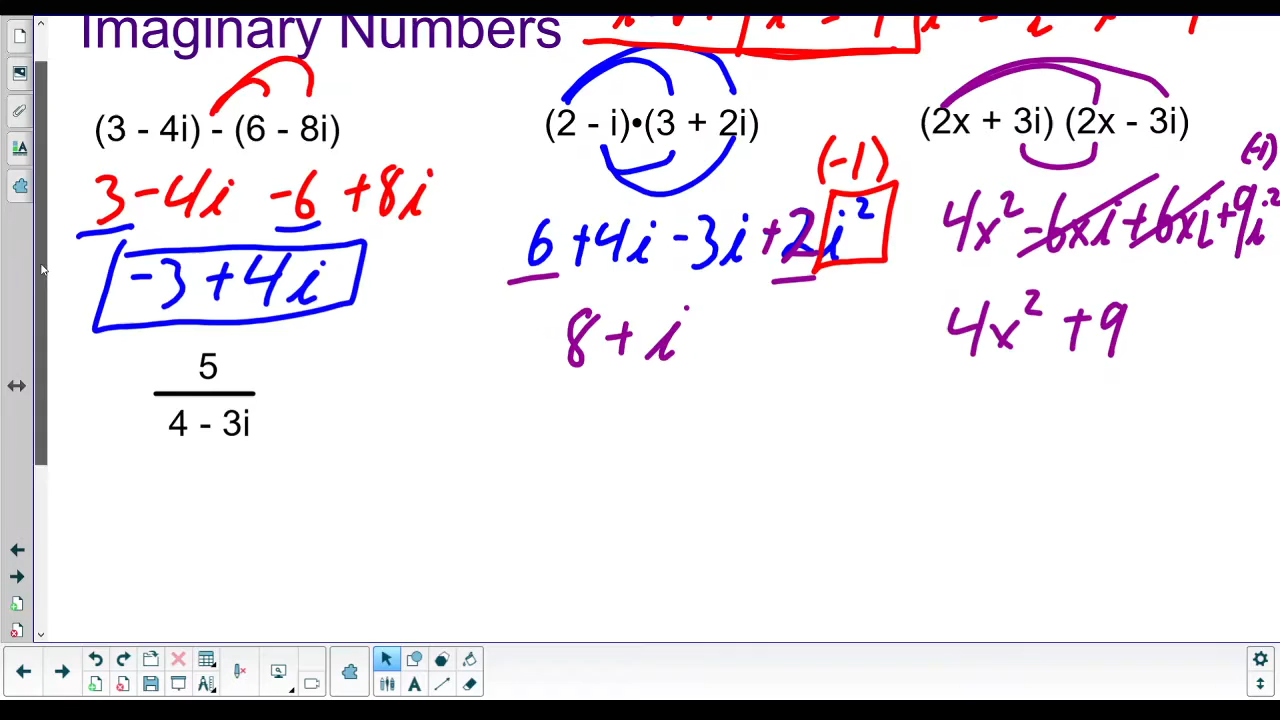 Imaginary Numbers
(3 - 4i) - (6 - 8i)
3 -4i -6 +8i
-3 +4i
5
4 - 3i
(2 - i)•(3 + 2i)
(-1)
6 +4i -3i +2i²
8 + i
(2x + 3i) (2x - 3i)
(-1)
4x² -6xi +6xi +9i²
4x² +9